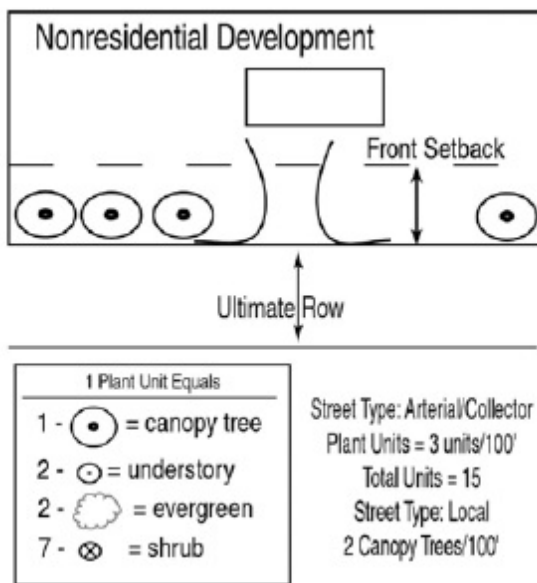 Nonresidential Development
Front Setback
Ultimate Row
1 Plant Unit Equals
1 - = canopy tree
2 - = understory
2 - = evergreen
7 - = shrub
Street Type: Arterial/Collector
Plant Units = 3 units/100'
Total Units = 15
Street Type: Local
2 Canopy Trees/100'